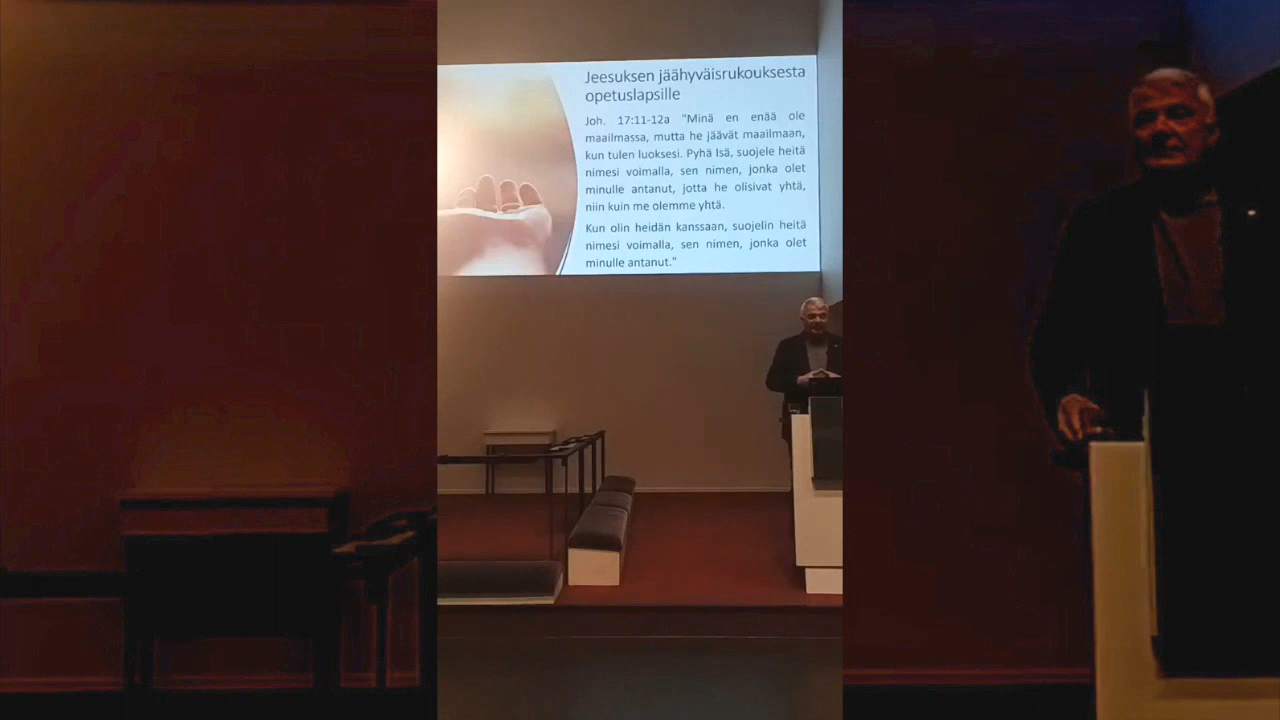 Jeesuksen jäähyväisrukouksesta
opetuslapsille
Joh. 17:11-12a "Minä en enää ole
maailmassa, mutta he jäävät maailmaan,
kun tulen luoksesi. Pyhä Isä, suojele heitä
nimesi voimalla, sen nimen, jonka olet
minulle antanut, jotta he olisivat yhtä,
niin kuin me olemme yhtä.
Kun olin heidän kanssaan, suojelin heitä
nimesi voimalla, sen nimen, jonka olet
minulle antanut."